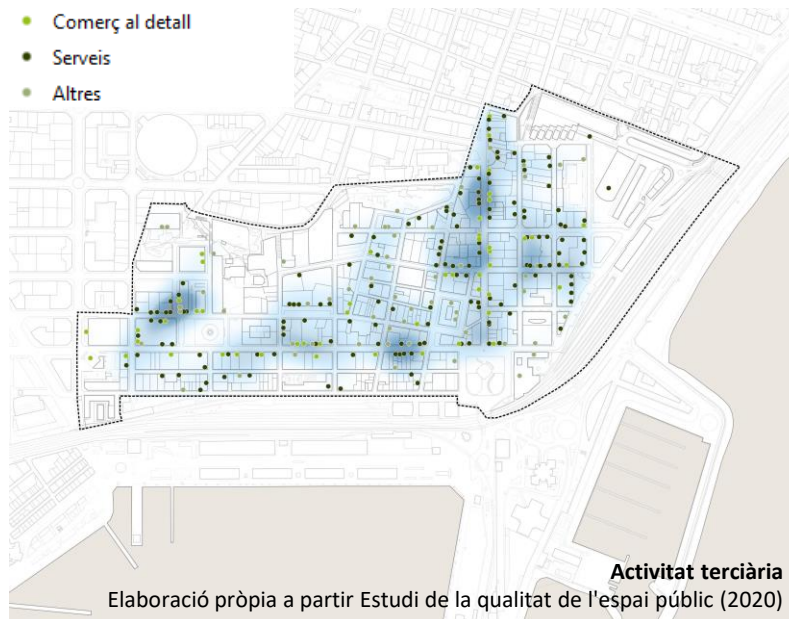 Comerç al detall
Serveis
Altres
Activitat terciària
Elaboració pròpia a partir Estudi de la qualitat de l'espai públic (2020)